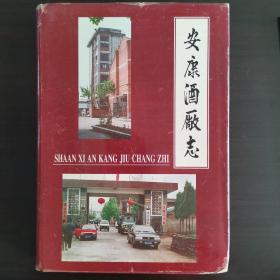 安康酒厰志
SHAAN XI AN KANG JIU CHANG ZHI